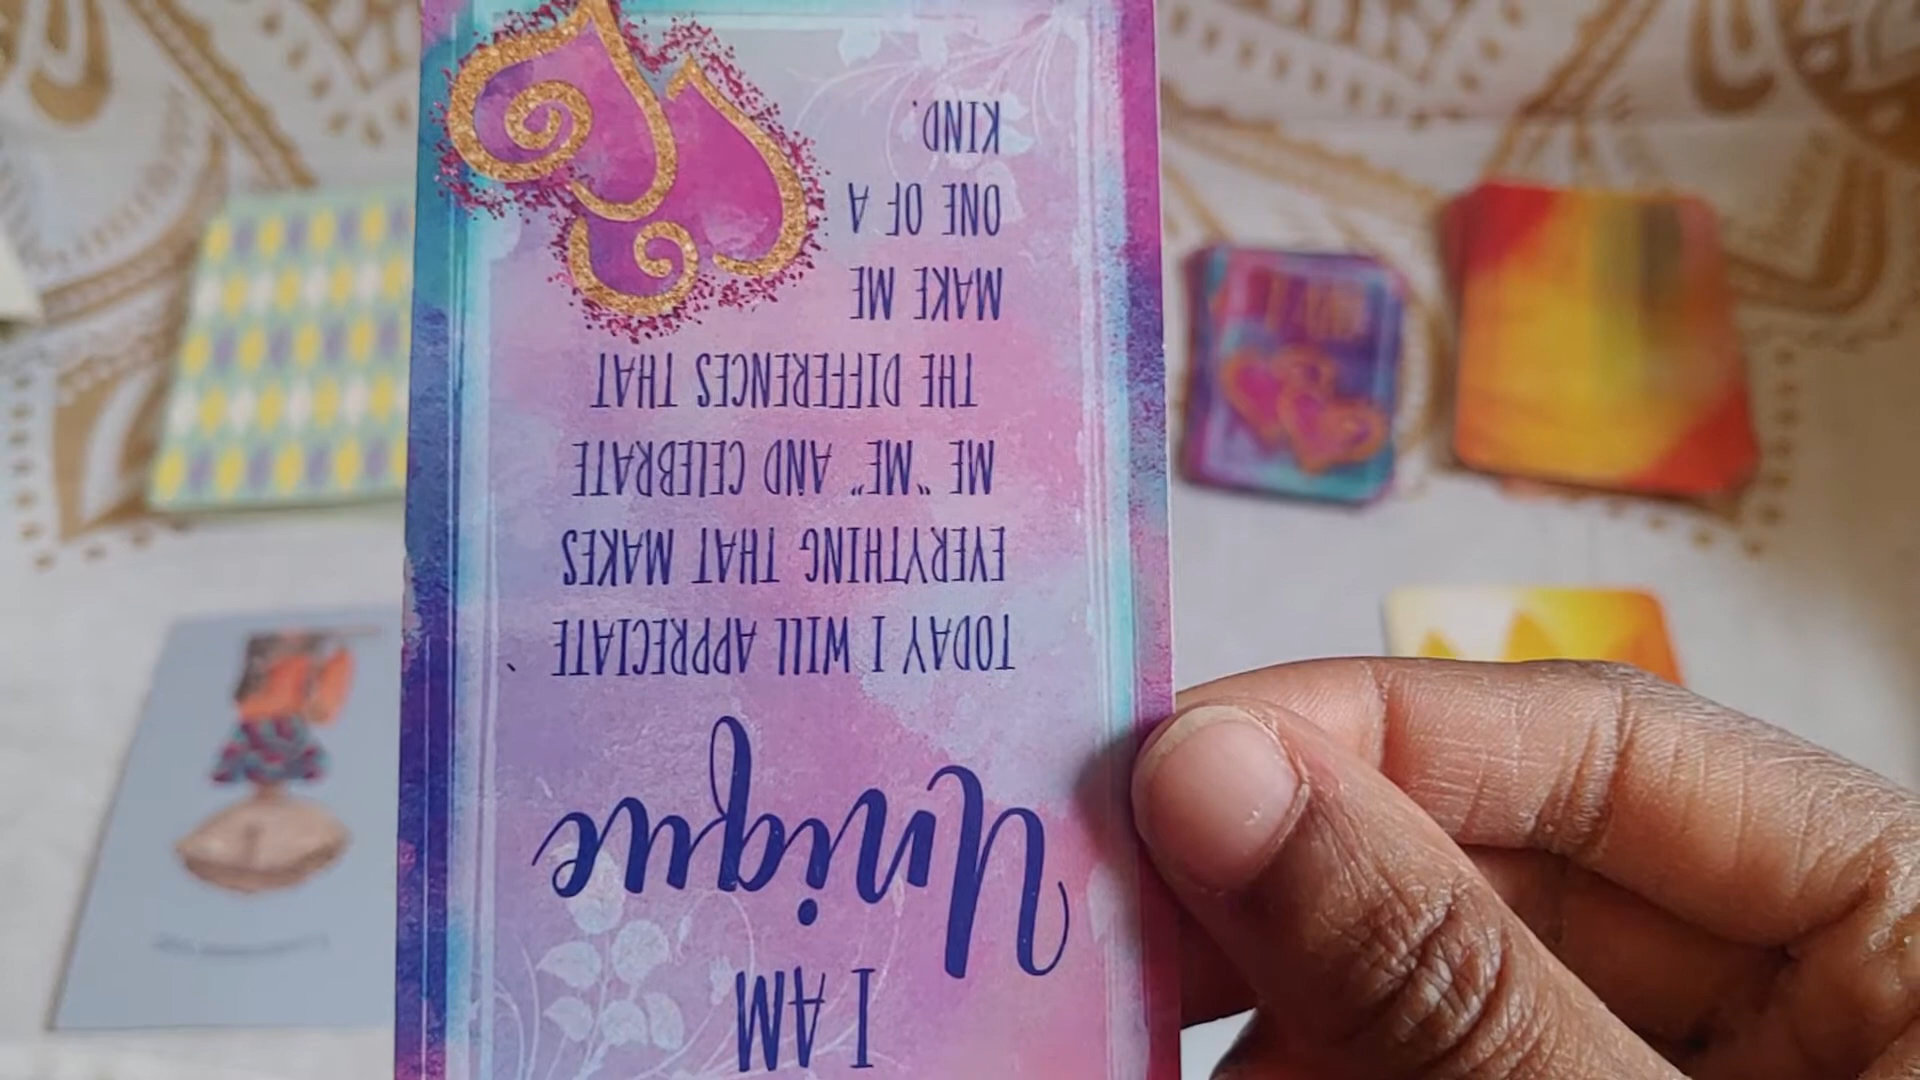 I AM
Unique
TODAY I WILL APPRECIATE
EVERYTHING THAT MAKES
ME "ME" AND CELEBRATE
THE DIFFERENCES THAT
MAKE ME
ONE OF A
KIND.